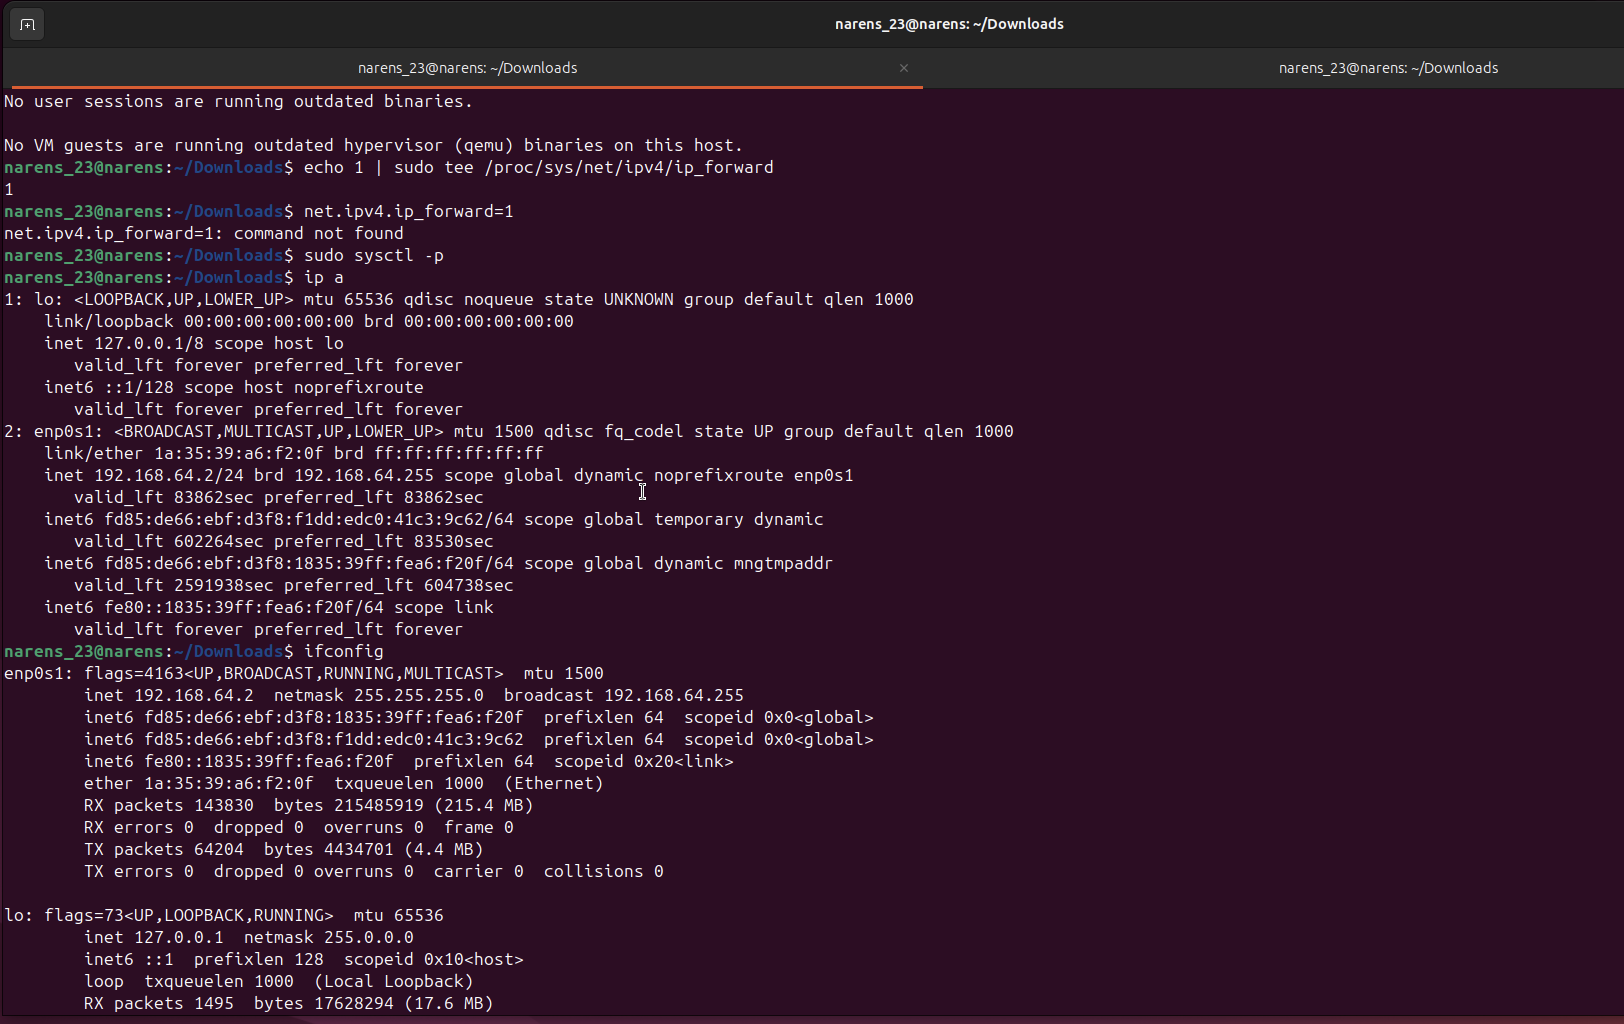 narens_23@narens: ~/Downloads
narens_23@narens: ~/Downloads × narens_23@narens: ~/Downloads
No user sessions are running outdated binaries.

No VM guests are running outdated hypervisor (qemu) binaries on this host.
narens_23@narens:~/Downloads$ echo 1 | sudo tee /proc/sys/net/ipv4/ip_forward
1
narens_23@narens:~/Downloads$ net.ipv4.ip_forward=1
net.ipv4.ip_forward=1: command not found
narens_23@narens:~/Downloads$ sudo sysctl -p
narens_23@narens:~/Downloads$ ip a
1: lo: <LOOPBACK,UP,LOWER_UP> mtu 65536 qdisc noqueue state UNKNOWN group default qlen 1000
    link/loopback 00:00:00:00:00:00 brd 00:00:00:00:00:00
    inet 127.0.0.1/8 scope host lo
       valid_lft forever preferred_lft forever
    inet6 ::1/128 scope host noprefixroute
       valid_lft forever preferred_lft forever
2: enp0s1: <BROADCAST,MULTICAST,UP,LOWER_UP> mtu 1500 qdisc fq_codel state UP group default qlen 1000
    link/ether 1a:35:39:a6:f2:0f brd ff:ff:ff:ff:ff:ff
    inet 192.168.64.2/24 brd 192.168.64.255 scope global dynamic noprefixroute enp0s1
       valid_lft 83862sec preferred_lft 83862sec
    inet6 fd85:de66:ebf:d3f8:f1dd:edc0:41c3:9c62/64 scope global temporary dynamic
       valid_lft 602264sec preferred_lft 83530sec
    inet6 fd85:de66:ebf:d3f8:1835:39ff:fea6:f20f/64 scope global dynamic mngtmpaddr
       valid_lft 2591938sec preferred_lft 604738sec
    inet6 fe80::1835:39ff:fea6:f20f/64 scope link
       valid_lft forever preferred_lft forever
narens_23@narens:~/Downloads$ ifconfig
enp0s1: flags=4163<UP,BROADCAST,RUNNING,MULTICAST>  mtu 1500
        inet 192.168.64.2  netmask 255.255.255.0  broadcast 192.168.64.255
        inet6 fd85:de66:ebf:d3f8:1835:39ff:fea6:f20f  prefixlen 64  scopeid 0x0<global>
        inet6 fd85:de66:ebf:d3f8:f1dd:edc0:41c3:9c62  prefixlen 64  scopeid 0x0<global>
        inet6 fe80::1835:39ff:fea6:f20f  prefixlen 64  scopeid 0x20<link>
        ether 1a:35:39:a6:f2:0f  txqueuelen 1000  (Ethernet)
        RX packets 143830  bytes 215485919 (215.4 MB)
        RX errors 0  dropped 0  overruns 0  frame 0
        TX packets 64204  bytes 4434701 (4.4 MB)
        TX errors 0  dropped 0 overruns 0  carrier 0  collisions 0

lo: flags=73<UP,LOOPBACK,RUNNING>  mtu 65536
        inet 127.0.0.1  netmask 255.0.0.0
        inet6 ::1  prefixlen 128  scopeid 0x10<host>
        loop  txqueuelen 1000  (Local Loopback)
        RX packets 1495  bytes 17628294 (17.6 MB)